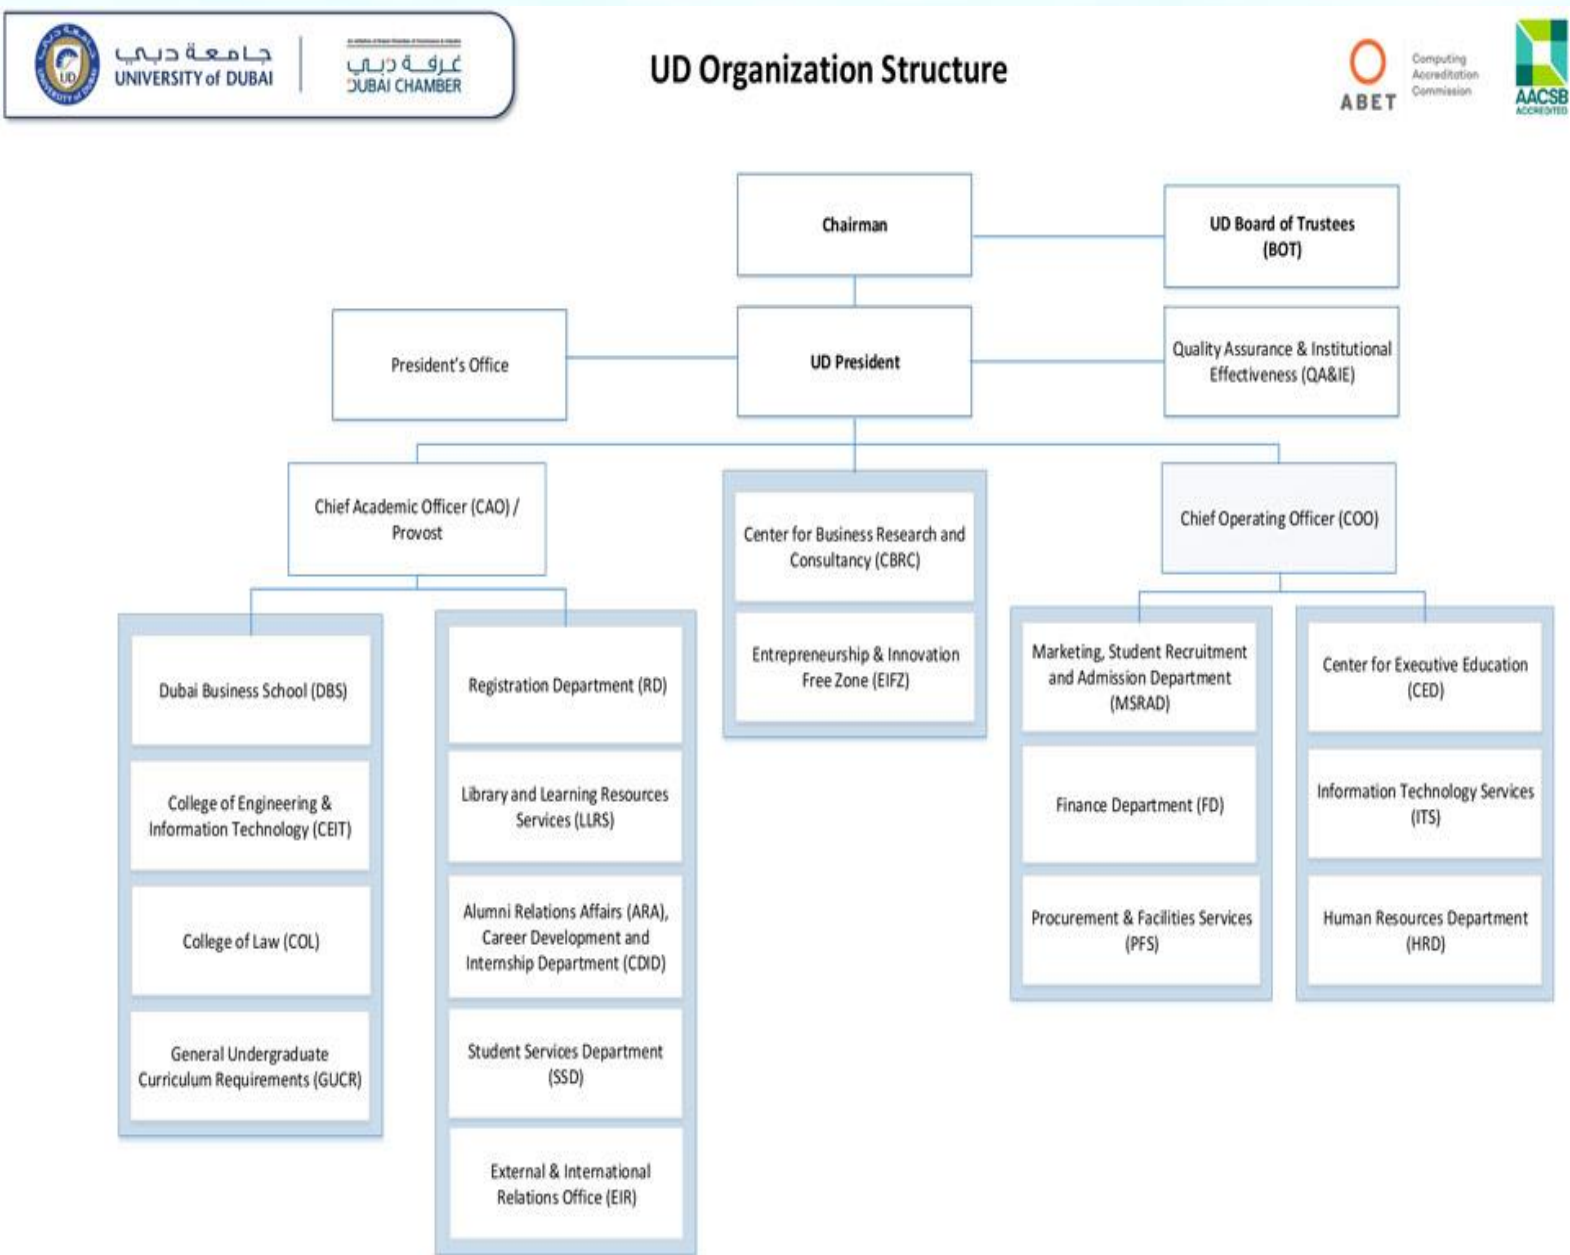 جامعة دبي
UNIVERSITY of DUBAI
غرفة دبي
DUBAI CHAMBER
UD Organization Structure
ABET
Computing
Accreditation
Commission
AACSB
ACCREDITED
Chairman
UD Board of Trustees
(BOT)
President's Office
UD President
Quality Assurance & Institutional
Effectiveness (QA&IE)
Chief Academic Officer (CAO) /
Provost
Center for Business Research and
Consultancy (CBRC)
Entrepreneurship & Innovation
Free Zone (EIFZ)
Chief Operating Officer (COO)
Dubai Business School (DBS)
College of Engineering &
Information Technology (CEIT)
College of Law (COL)
General Undergraduate
Curriculum Requirements (GUCR)
Registration Department (RD)
Library and Learning Resources
Services (LLRS)
Alumni Relations Affairs (ARA),
Career Development and
Internship Department (CDID)
Student Services Department
(SSD)
External & International
Relations Office (EIR)
Marketing, Student Recruitment
and Admission Department
(MSRAD)
Finance Department (FD)
Procurement & Facilities Services
(PFS)
Center for Executive Education
(CED)
Information Technology Services
(ITS)
Human Resources Department
(HRD)